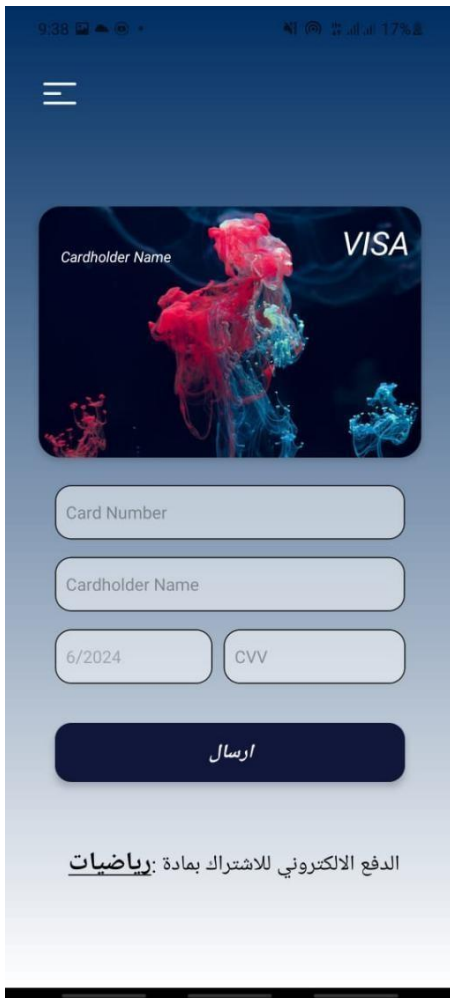 9:38
17%
VISA
Cardholder Name
Card Number
Cardholder Name
6/2024
CVV
ارسال
الدفع الالكتروني للاشتراك بمادة :رياضيات